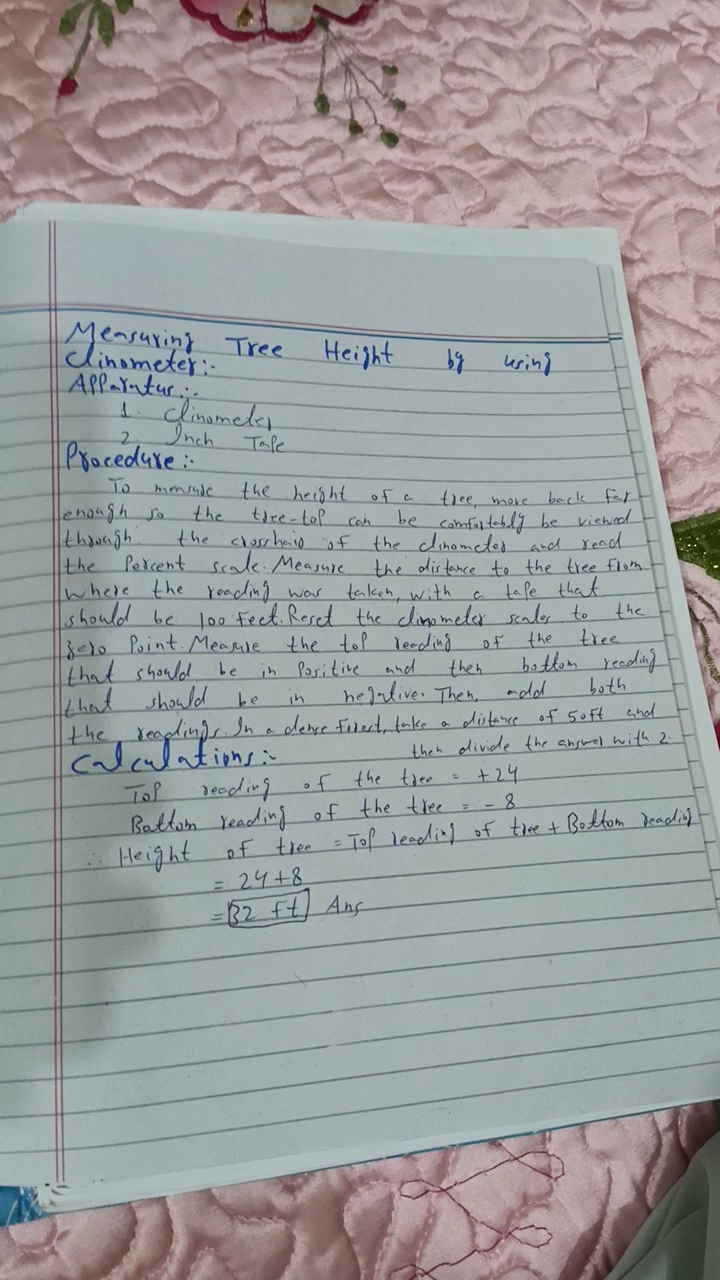 Measuring Tree Height by using
Clinometer:-
Apparatus:-
1. Clinometer
2. Inch Tape
Procedure:-
To measure the height of a tree, move back far
enough so the tree-top can be comfortably be viewed
through the crosshair of the clinometer and read
the Percent scale. Measure the distance to the tree from
where the reading was taken, with a tape that
should be 100 feet. Reset the clinometer scales to the
zero Point. Measure the top reading of the tree
that should be in Positive and then bottom reading
that should be in negative. Then, add both
the readings. In a dence forest, take a distance of 50ft and
then divide the answer with 2.
Calculations:-
Top reading of the tree = +24
Bottom reading of the tree = -8
∴ Height of tree = Top reading of tree + Bottom reading
= 24+8
= 32 ft Ans